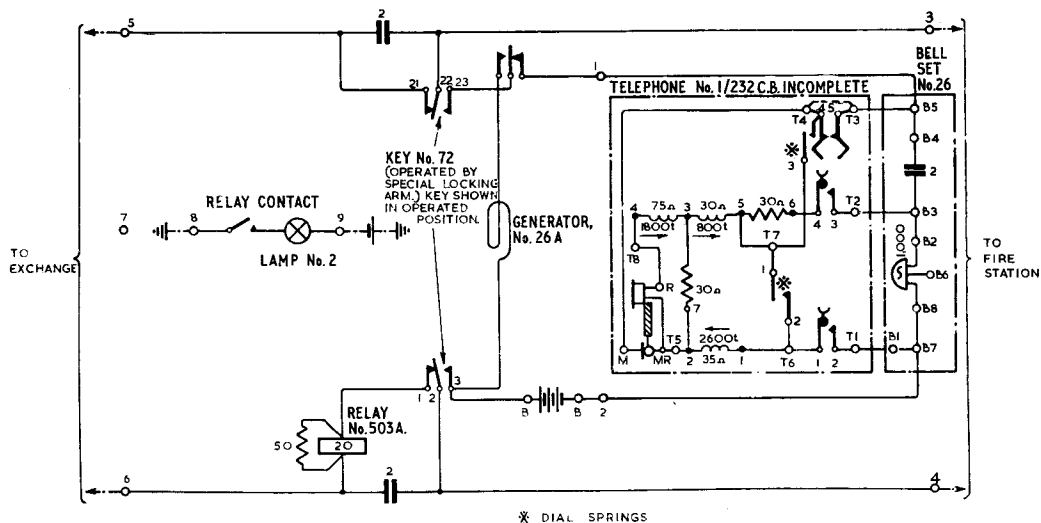 5
2
3
BELL
SET
No.26
21
22
23
1
TELEPHONE No. 1/232 C.B. INCOMPLETE
T4
4
5
T3
B5
B4
2
3
KEY No. 72
(OPERATED BY
SPECIAL LOCKING
ARM.) KEY SHOWN
IN OPERATED
POSITION.
RELAY CONTACT
7
8
9
LAMP No. 2
GENERATOR,
No. 26A
4
75Ω
1800t
3
30Ω
800t
5
30Ω
6
4
3
T2
B3
B2
1000
B6
B8
T8
T7
1
R
30Ω
7
2
2600t
35Ω
M
MR
T5
2
1
T6
1
2
T1
B1
B7
TO
EXCHANGE
TO
FIRE
STATION
1
2
3
B
B
2
RELAY
No. 503A.
50
20
6
2
4
※ DIAL SPRINGS